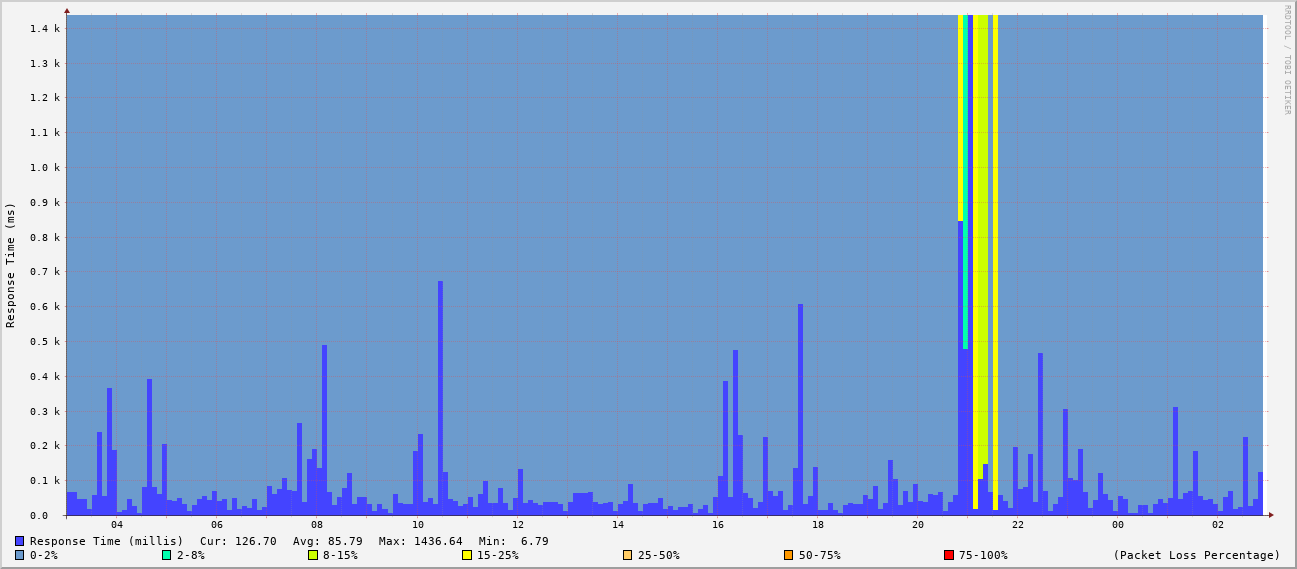 RRDTOOL / TOBI OETIKER
Response Time (ms)
1.4 k
1.3 k
1.2 k
1.1 k
1.0 k
0.9 k
0.8 k
0.7 k
0.6 k
0.5 k
0.4 k
0.3 k
0.2 k
0.1 k
0.0
04 06 08 10 12 14 16 18 20 22 00 02
Response Time (millis) Cur: 126.70 Avg: 85.79 Max: 1436.64 Min: 6.79
0-2% 2-8% 8-15% 15-25% 25-50% 50-75% 75-100% (Packet Loss Percentage)